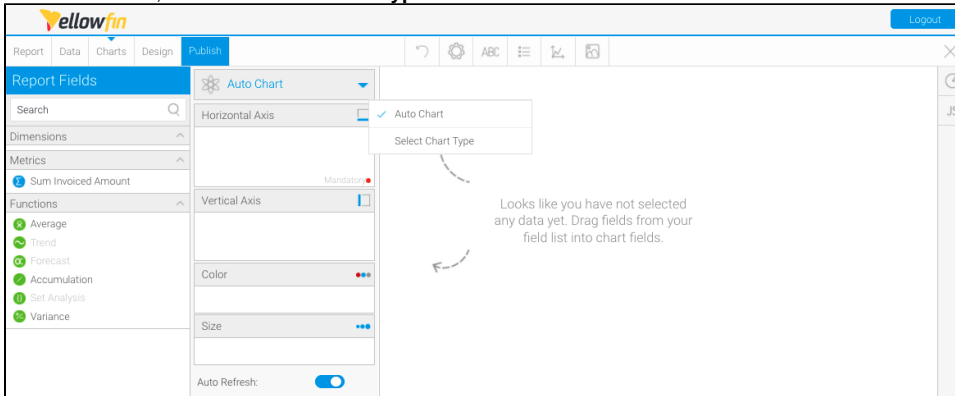 Yellowfin
Logout
Report Data Charts Design Publish
ABC
Report Fields
Auto Chart
Search
Horizontal Axis
Auto Chart
JS
Dimensions
Select Chart Type
Metrics
Sum Invoiced Amount
Mandatory
Functions
Vertical Axis
Looks like you have not selected
any data yet. Drag fields from your
field list into chart fields.
Average
Trend
Forecast
Accumulation
Color
Set Analysis
Variance
Size
Auto Refresh: